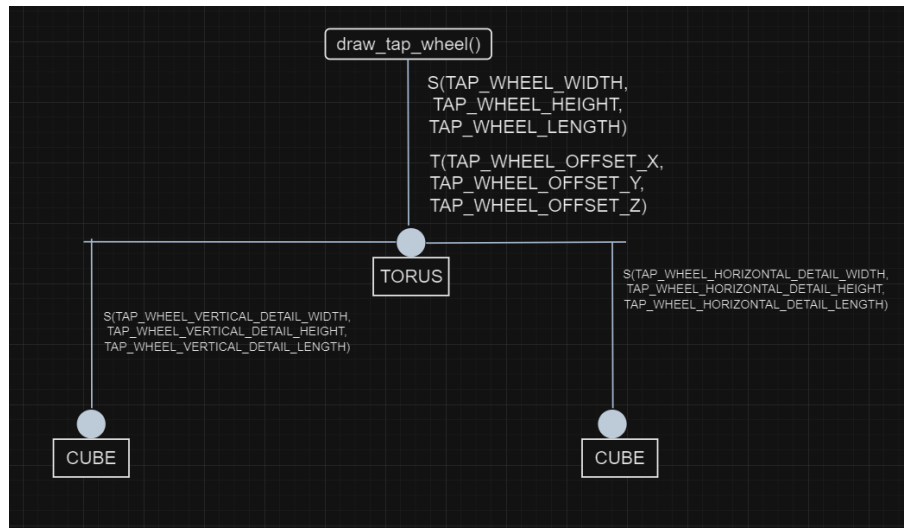 draw_tap_wheel()
S(TAP_WHEEL_WIDTH,
TAP_WHEEL_HEIGHT,
TAP_WHEEL_LENGTH)
T(TAP_WHEEL_OFFSET_X,
TAP_WHEEL_OFFSET_Y,
TAP_WHEEL_OFFSET_Z)
TORUS
S(TAP_WHEEL_VERTICAL_DETAIL_WIDTH,
TAP_WHEEL_VERTICAL_DETAIL_HEIGHT,
TAP_WHEEL_VERTICAL_DETAIL_LENGTH)
S(TAP_WHEEL_HORIZONTAL_DETAIL_WIDTH,
TAP_WHEEL_HORIZONTAL_DETAIL_HEIGHT,
TAP_WHEEL_HORIZONTAL_DETAIL_LENGTH)
CUBE
CUBE